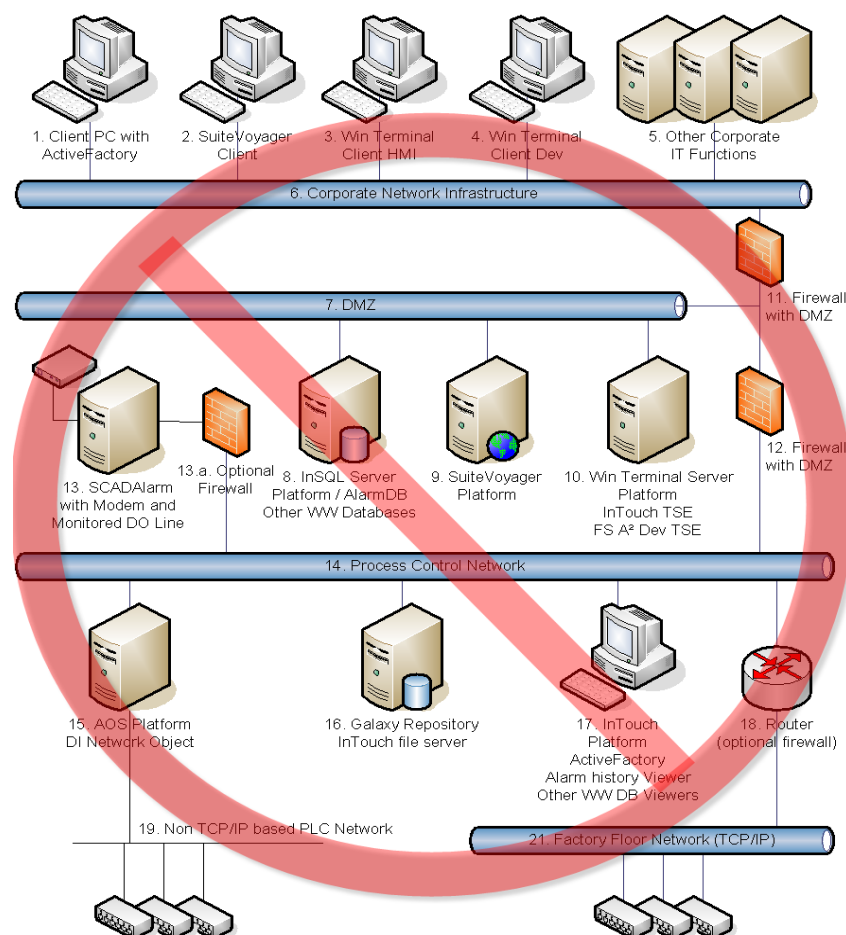 1. Client PC with
ActiveFactory
2. SuiteVoyager
Client
3. Win Terminal
Client HMI
4. Win Terminal
Client Dev
5. Other Corporate
IT Functions
6. Corporate Network Infrastructure
7. DMZ
11. Firewall
with DMZ
13. SCADAlarm
with Modem and
Monitored DO Line
13.a. Optional
Firewall
8. InSQL Server
Platform / AlarmDB
Other WW Databases
9. SuiteVoyager
Platform
10. Win Terminal Server
Platform
InTouch TSE
FS A² Dev TSE
12. Firewall
with DMZ
14. Process Control Network
15. AOS Platform
DI Network Object
16. Galaxy Repository
InTouch file server
17. InTouch
Platform
ActiveFactory
Alarm history Viewer
Other WW DB Viewers
18. Router
(optional firewall)
19. Non TCP/IP based PLC Network
21. Factory Floor Network (TCP/IP)